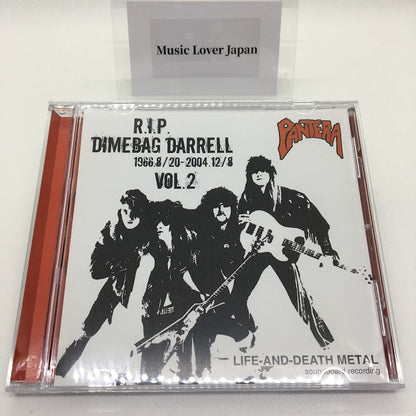 Music Lover Japan
R.I.P.
DIMEBAG DARRELL
1966.8/20-2004.12/8
VOL.2
PANTERA
LIFE-AND-DEATH METAL
soundboard recording